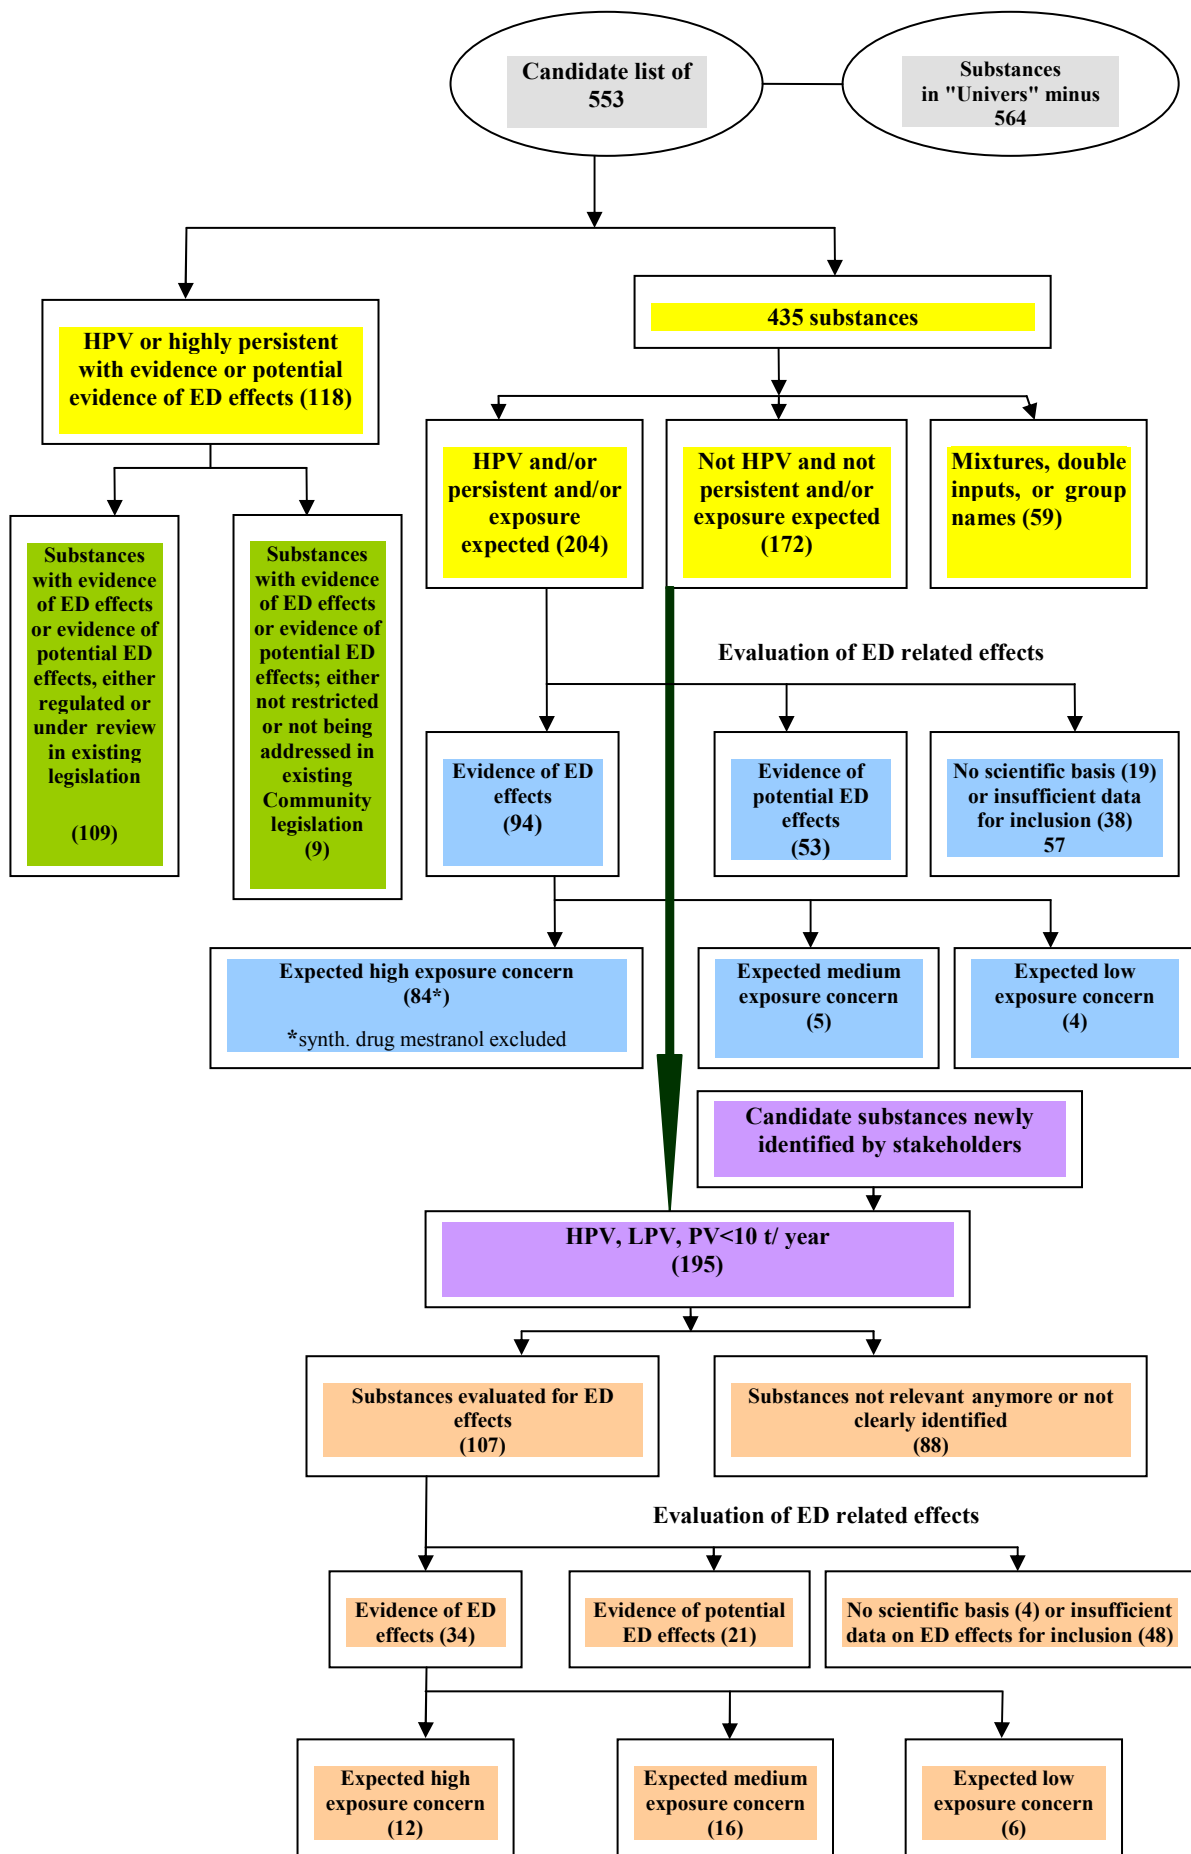 Candidate list of
553
Substances
in "Univers" minus
564
HPV or highly persistent
with evidence or potential
evidence of ED effects (118)
435 substances
HPV and/or
persistent and/or
exposure
expected (204)
Not HPV and not
persistent and/or
exposure expected
(172)
Mixtures, double
inputs, or group
names (59)
Substances
with evidence
of ED effects
or evidence of
potential ED
effects, either
regulated or
under review
in existing
legislation
(109)
Substances
with evidence
of ED effects
or evidence of
potential ED
effects; either
not restricted
or not being
addressed in
existing
Community
legislation
(9)
Evaluation of ED related effects
Evidence of ED
effects
(94)
Evidence of
potential ED
effects
(53)
No scientific basis (19)
or insufficient data
for inclusion (38)
57
Expected high exposure concern
(84*)
*synth. drug mestranol excluded
Expected medium
exposure concern
(5)
Expected low
exposure concern
(4)
Candidate substances newly
identified by stakeholders
HPV, LPV, PV<10 t/ year
(195)
Substances evaluated for ED
effects
(107)
Substances not relevant anymore or not
clearly identified
(88)
Evaluation of ED related effects
Evidence of ED
effects (34)
Evidence of potential
ED effects (21)
No scientific basis (4) or insufficient
data on ED effects for inclusion (48)
Expected high
exposure concern
(12)
Expected medium
exposure concern
(16)
Expected low
exposure concern
(6)